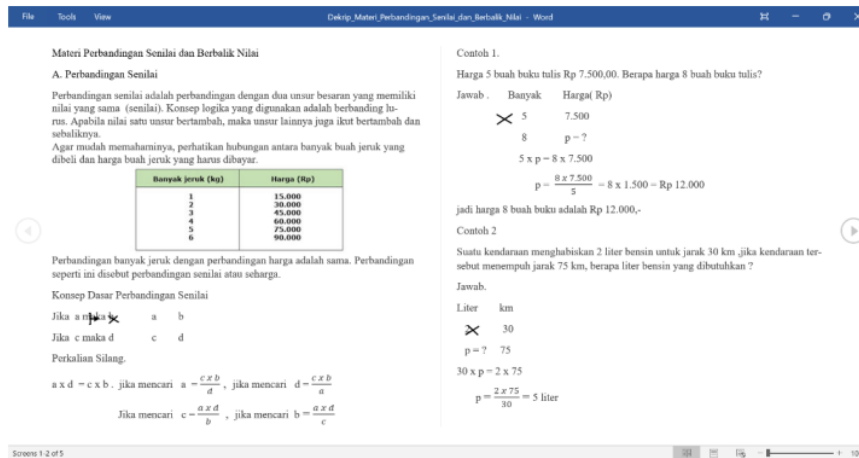 File Tools View
Dekrip_Materi_Perbandingan_Senilai_dan_Berbalik_Nilai - Word
Materi Perbandingan Senilai dan Berbalik Nilai
A. Perbandingan Senilai
Perbandingan senilai adalah perbandingan dengan dua unsur besaran yang memiliki
nilai yang sama (senilai). Konsep logika yang digunakan adalah berbanding lu-
rus. Apabila nilai satu unsur bertambah, maka unsur lainnya juga ikut bertambah dan
sebaliknya.
Agar mudah memahaminya, perhatikan hubungan antara banyak buah jeruk yang
dibeli dan harga buah jeruk yang harus dibayar.
Banyak jeruk (kg) Harga (Rp)
1 15.000
2 30.000
3 45.000
4 60.000
5 75.000
6 90.000
Perbandingan banyak jeruk dengan perbandingan harga adalah sama. Perbandingan
seperti ini disebut perbandingan senilai atau seharga.
Konsep Dasar Perbandingan Senilai
Jika a maka a b
Jika c maka d c d
Perkalian Silang.
a x d = c x b . jika mencari a = c x b / d , jika mencari d = c x b / a
Jika mencari c = a x d / b , jika mencari b = a x d / c
Contoh 1.
Harga 5 buah buku tulis Rp 7.500,00. Berapa harga 8 buah buku tulis?
Jawab . Banyak Harga( Rp)
5 7.500
8 p = ?
5 x p = 8 x 7.500
p = 8 x 7.500 / 5 = 8 x 1.500 = Rp 12.000
jadi harga 8 buah buku adalah Rp 12.000,-
Contoh 2
Suatu kendaraan menghabiskan 2 liter bensin untuk jarak 30 km ,jika kendaraan ter-
sebut menempuh jarak 75 km, berapa liter bensin yang dibutuhkan ?
Jawab.
Liter km
30
p = ? 75
30 x p = 2 x 75
p = 2 x 75 / 30 = 5 liter
Screens 1-2 of 5